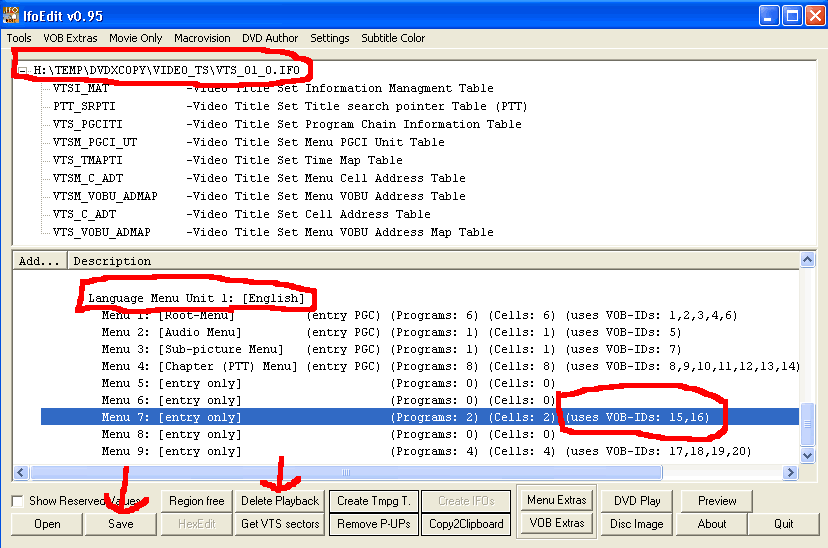 IfoEdit v0.95
Tools VOB Extras Movie Only Macrovision DVD Author Settings Subtitle Color
H:\TEMP\DVDXCOPY\VIDEO_TS\VTS_01_0.IFO
VTSI_MAT -Video Title Set Information Managment Table
PTT_SRPTI -Video Title Set Title search pointer Table (PTT)
VTS_PGCITI -Video Title Set Program Chain Information Table
VTSM_PGCI_UT -Video Title Set Menu PGCI Unit Table
VTS_TMAPTI -Video Title Set Time Map Table
VTSM_C_ADT -Video Title Set Menu Cell Address Table
VTSM_VOBU_ADMAP -Video Title Set Menu VOBU Address Table
VTS_C_ADT -Video Title Set Cell Address Table
VTS_VOBU_ADMAP -Video Title Set Menu VOBU Address Map Table
Add... Description
Language Menu Unit 1: [English]
Menu 1: [Root-Menu] (entry PGC) (Programs: 6) (Cells: 6) (uses VOB-IDs: 1,2,3,4,6)
Menu 2: [Audio Menu] (entry PGC) (Programs: 1) (Cells: 1) (uses VOB-IDs: 5)
Menu 3: [Sub-picture Menu] (entry PGC) (Programs: 1) (Cells: 1) (uses VOB-IDs: 7)
Menu 4: [Chapter (PTT) Menu] (entry PGC) (Programs: 8) (Cells: 8) (uses VOB-IDs: 8,9,10,11,12,13,14)
Menu 5: [entry only] (Programs: 0) (Cells: 0)
Menu 6: [entry only] (Programs: 0) (Cells: 0)
Menu 7: [entry only] (Programs: 2) (Cells: 2) (uses VOB-IDs: 15,16)
Menu 8: [entry only] (Programs: 0) (Cells: 0)
Menu 9: [entry only] (Programs: 4) (Cells: 4) (uses VOB-IDs: 17,18,19,20)
Show Reserved Values Region free Delete Playback Create Tmpg T. Create IFOs Menu Extras DVD Play Preview
Open Save HexEdit Get VTS sectors Remove P-UPs Copy2Clipboard VOB Extras Disc Image About Quit